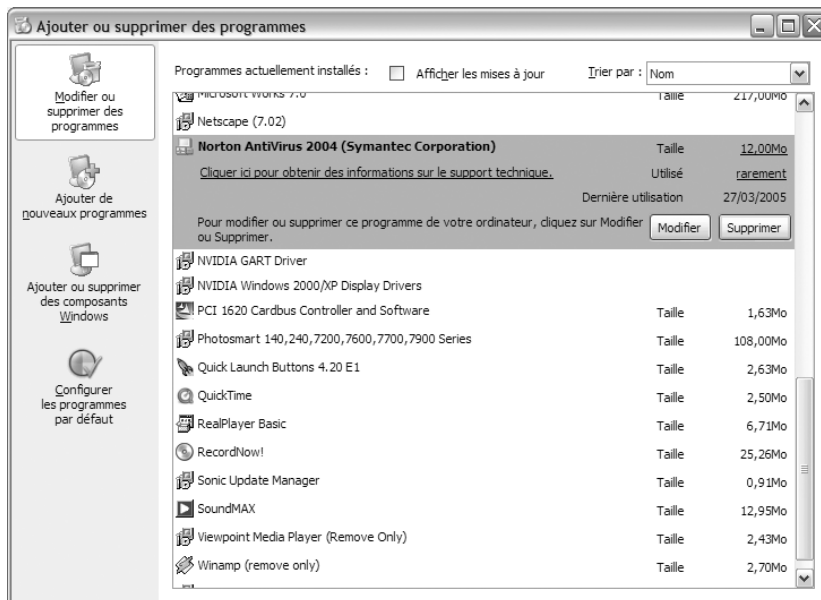 Ajouter ou supprimer des programmes
Modifier ou
supprimer des
programmes
Ajouter de
nouveaux programmes
Ajouter ou supprimer
des composants
Windows
Configurer
les programmes
par défaut
Programmes actuellement installés : Afficher les mises à jour Trier par : Nom
Microsoft Works 7.0 Taille 217,00Mo
Netscape (7.02)
Norton AntiVirus 2004 (Symantec Corporation) Taille 12,00Mo
Cliquer ici pour obtenir des informations sur le support technique. Utilisé rarement
Dernière utilisation 27/03/2005
Pour modifier ou supprimer ce programme de votre ordinateur, cliquez sur Modifier
ou Supprimer. Modifier Supprimer
NVIDIA GART Driver
NVIDIA Windows 2000/XP Display Drivers
PCI 1620 Cardbus Controller and Software Taille 1,63Mo
Photosmart 140,240,7200,7600,7700,7900 Series Taille 108,00Mo
Quick Launch Buttons 4.20 E1 Taille 2,63Mo
QuickTime Taille 2,50Mo
RealPlayer Basic Taille 6,71Mo
RecordNow! Taille 25,26Mo
Sonic Update Manager Taille 0,91Mo
SoundMAX Taille 12,95Mo
Viewpoint Media Player (Remove Only) Taille 2,43Mo
Winamp (remove only) Taille 2,70Mo